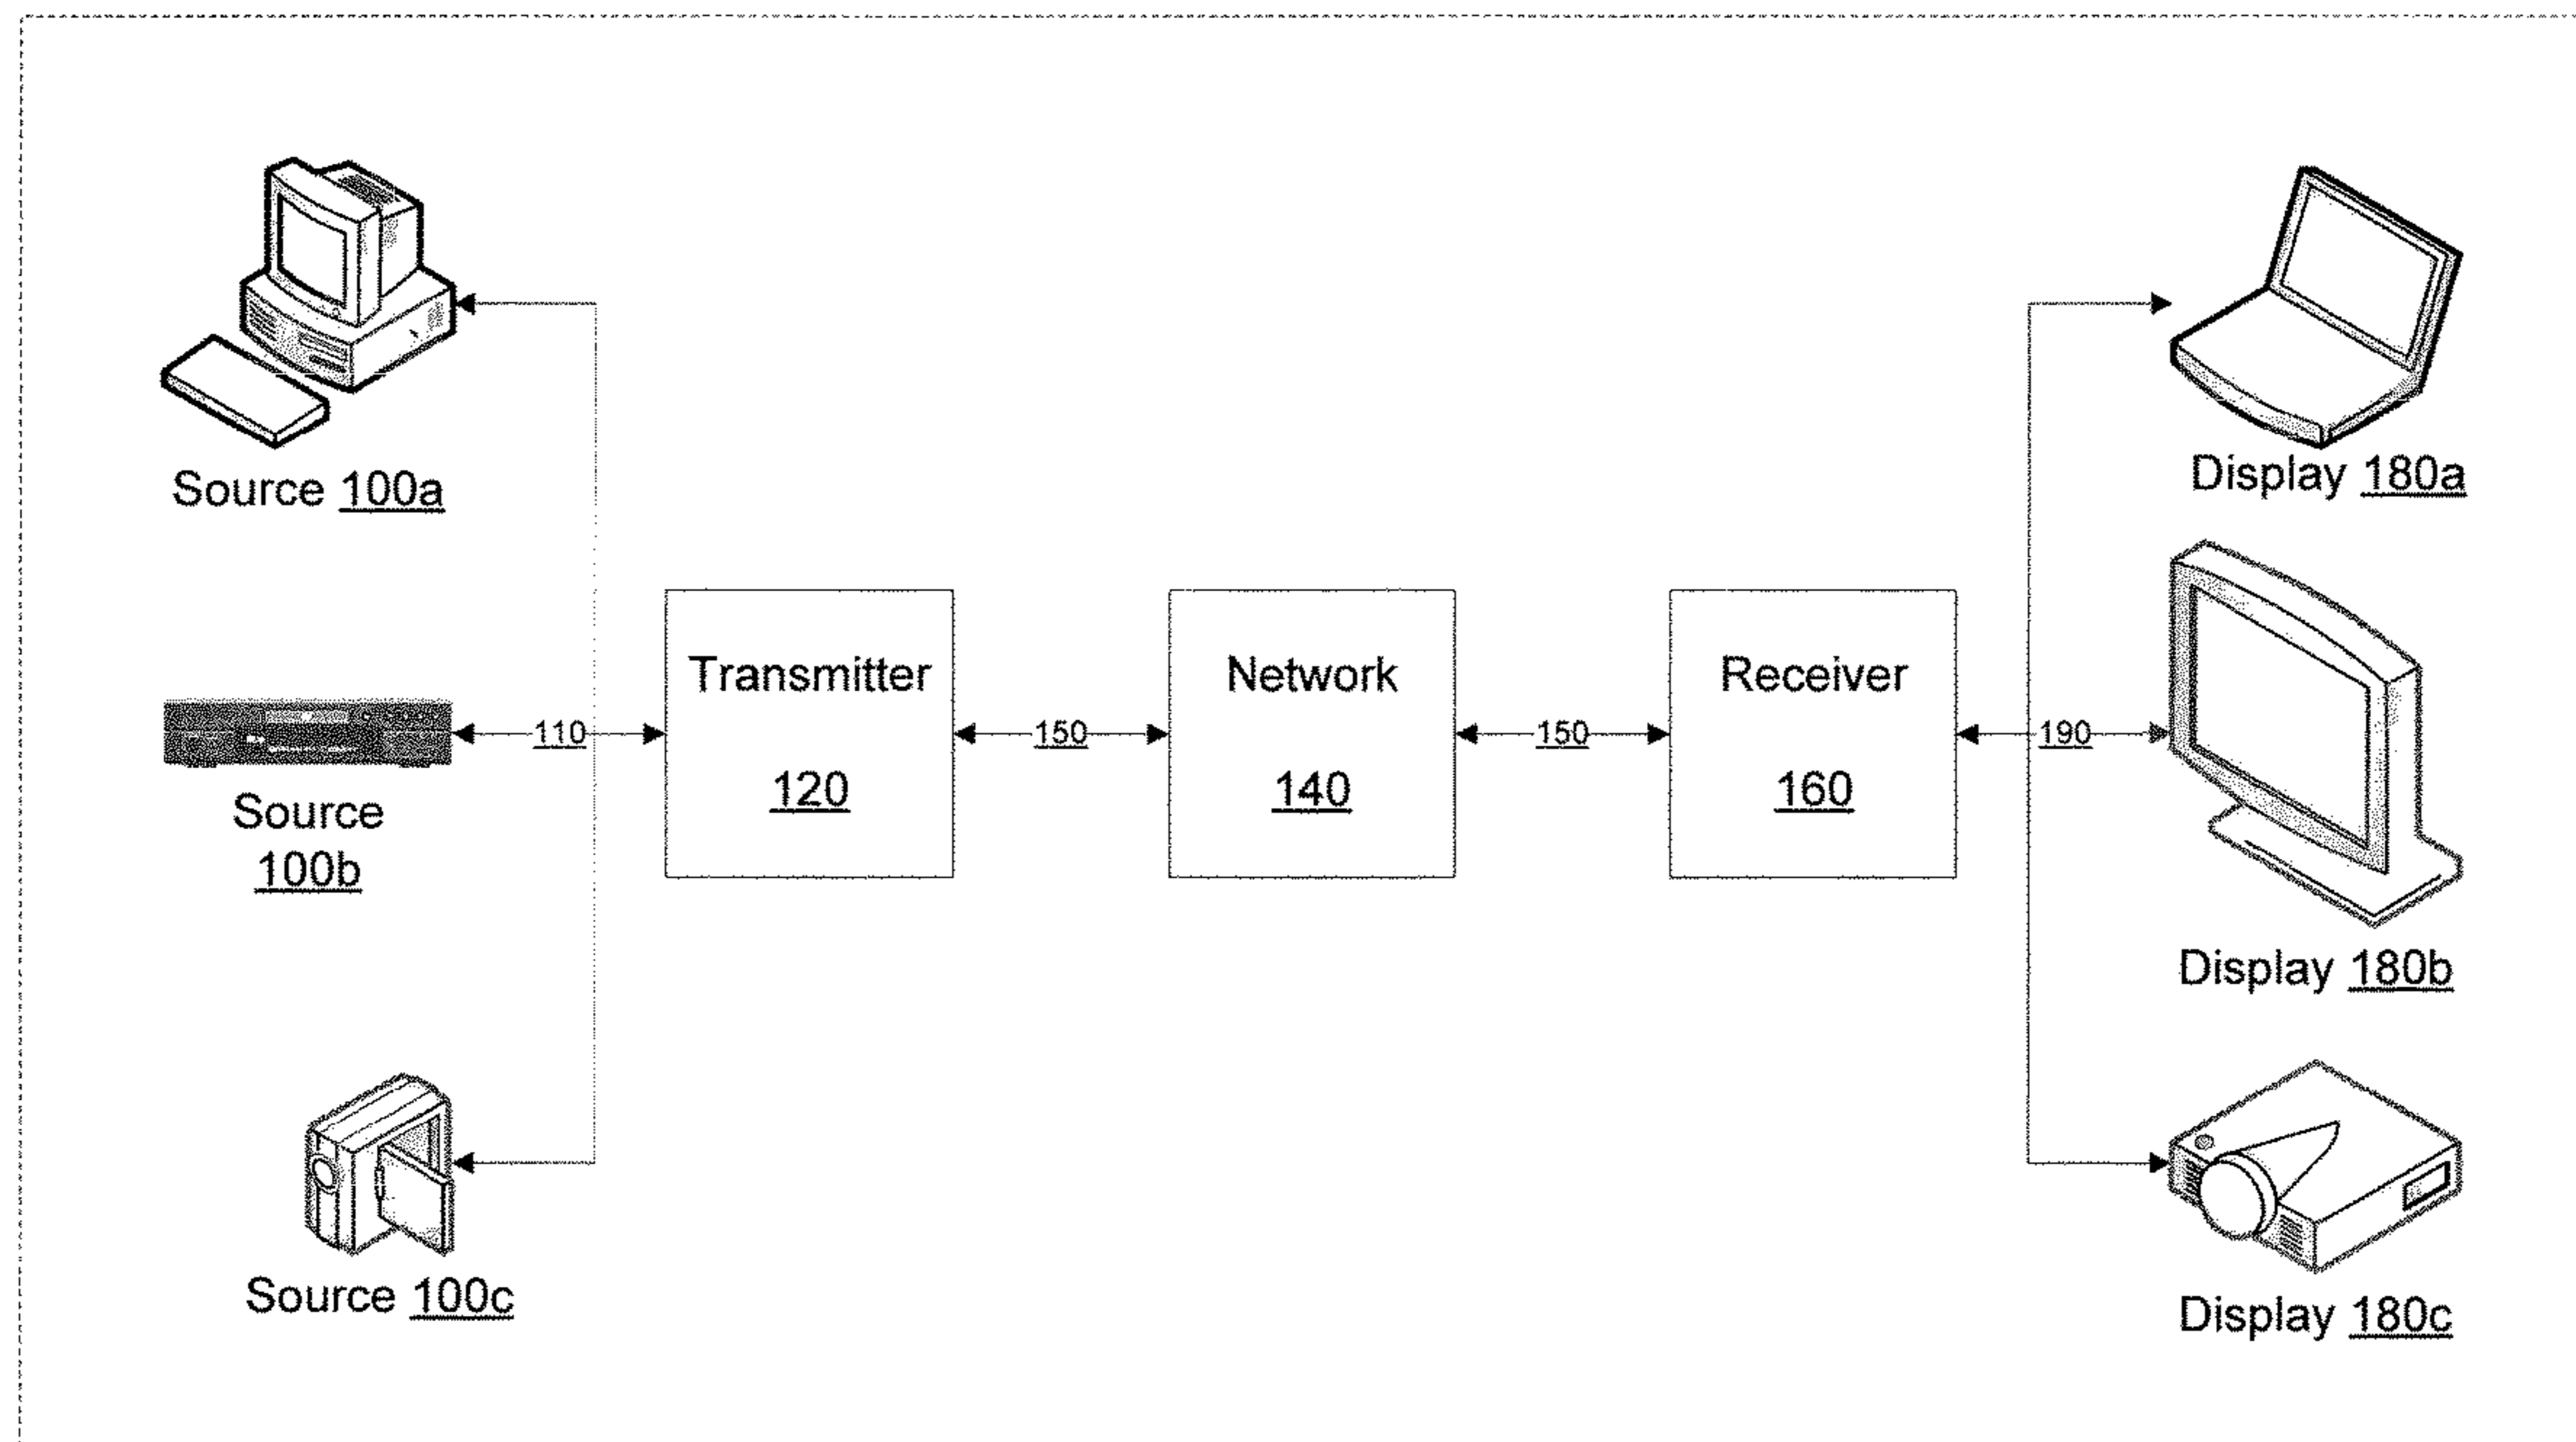 Source 100a
Display 180a
Transmitter
120
Network
140
Receiver
160
110
150
150
190
Source
100b
Display 180b
Source 100c
Display 180c